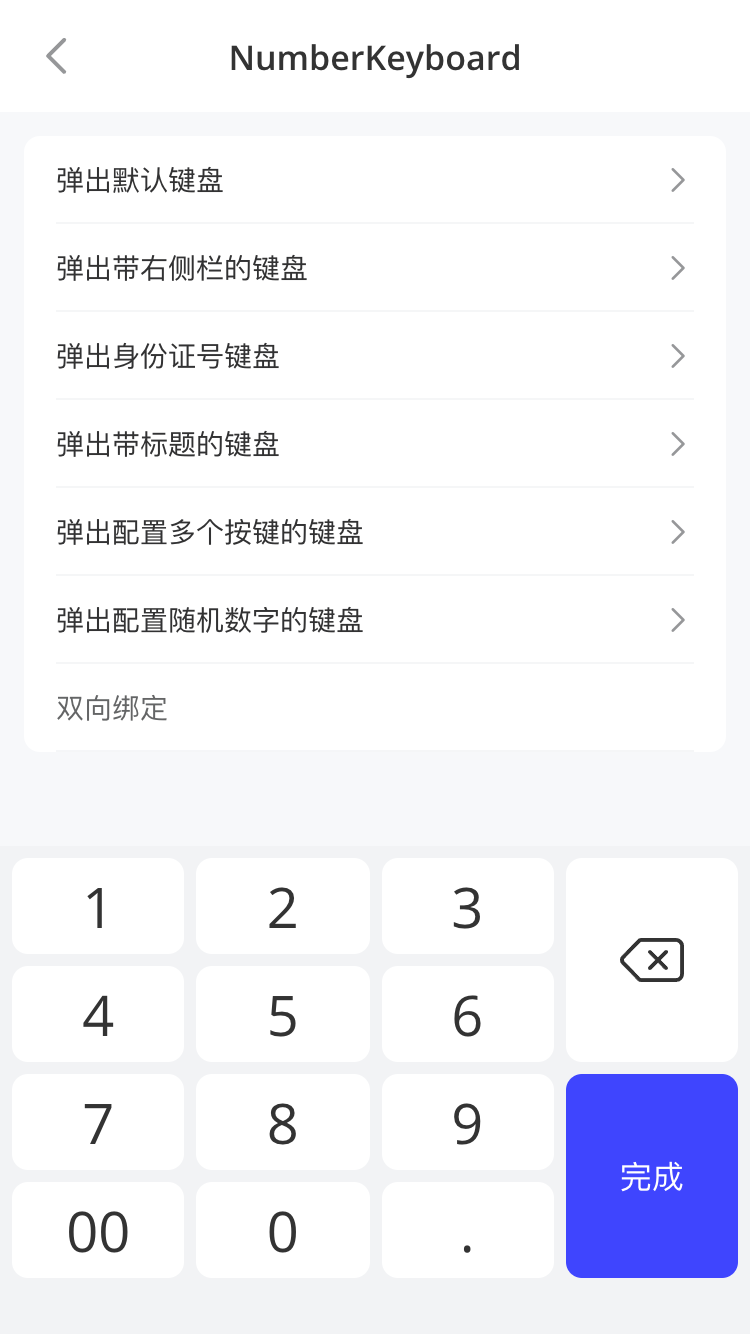 NumberKeyboard
弹出默认键盘
弹出带右侧栏的键盘
弹出身份证号键盘
弹出带标题的键盘
弹出配置多个按键的键盘
弹出配置随机数字的键盘
双向绑定
1 2 3
4 5 6
7 8 9
完成
00 0 .